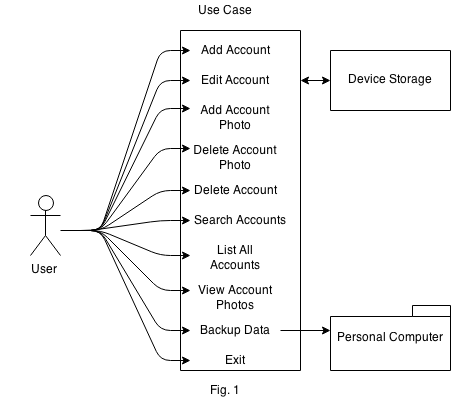 Use Case
Add Account
Edit Account
Add Account
Photo
Delete Account
Photo
Delete Account
Search Accounts
List All
Accounts
View Account
Photos
Backup Data
Exit
User
Device Storage
Personal Computer
Fig. 1